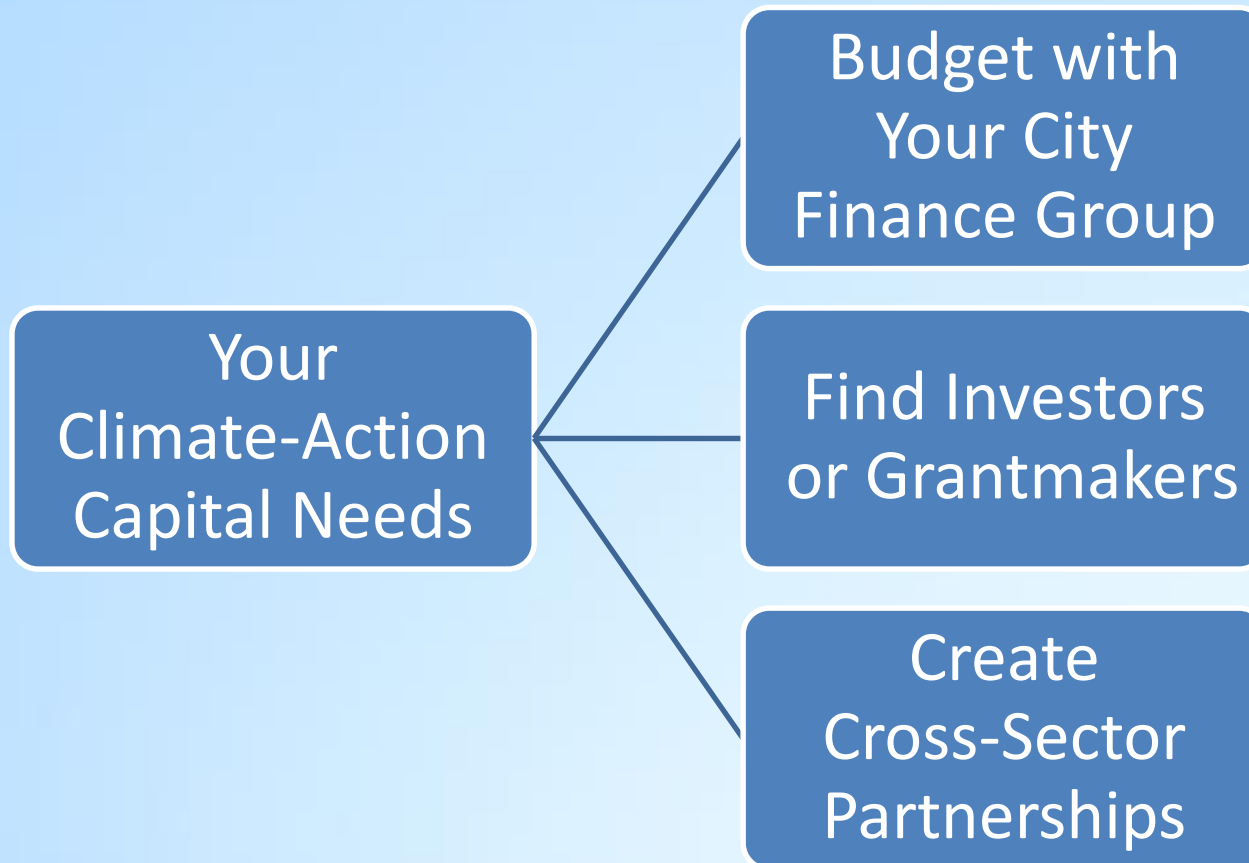 Your
Climate-Action
Capital Needs
Budget with
Your City
Finance Group
Find Investors
or Grantmakers
Create
Cross-Sector
Partnerships